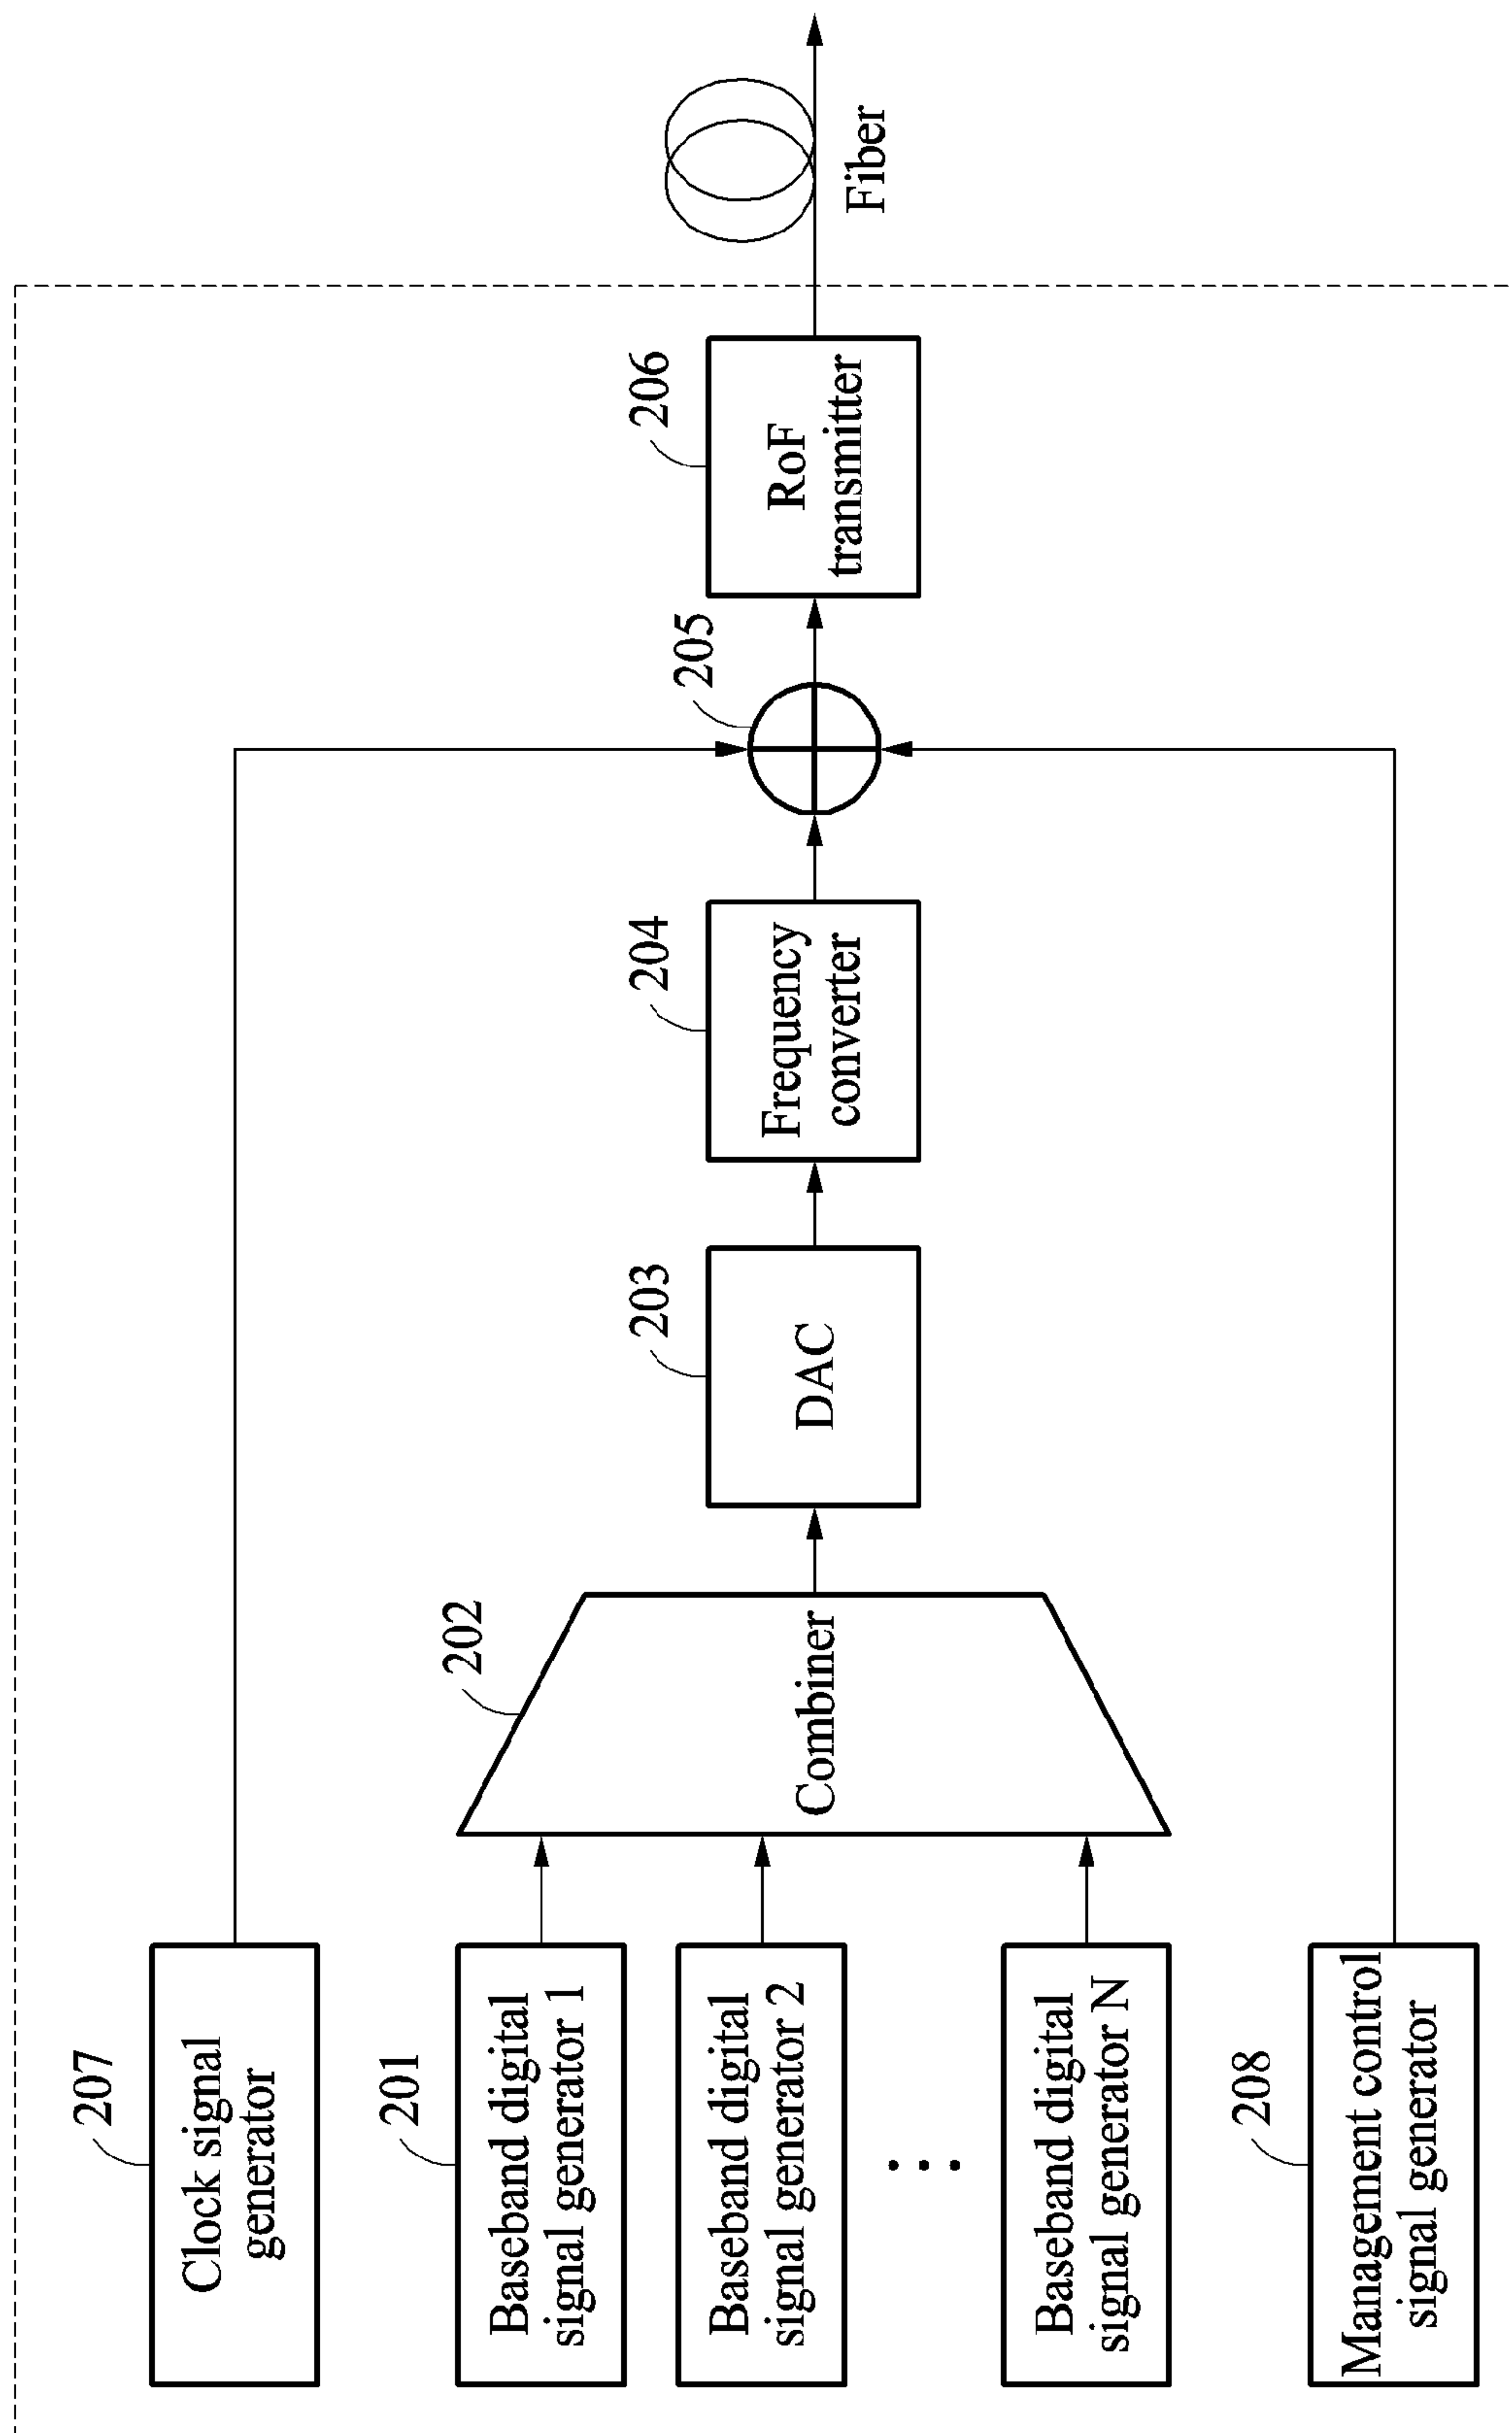 207
Clock signal
generator
201
Baseband digital
signal generator 1
Baseband digital
signal generator 2
Baseband digital
signal generator N
208
Management control
signal generator
202
Combiner
203
DAC
204
Frequency
converter
205
206
RoF
transmitter
Fiber